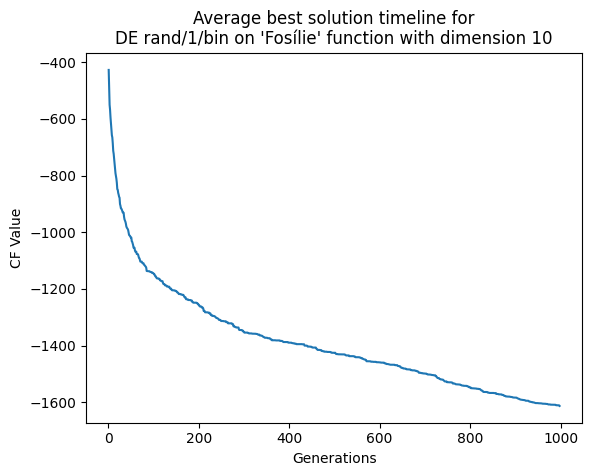 Average best solution timeline for
DE rand/1/bin on 'Fosílie' function with dimension 10
−400
−600
−800
−1000
−1200
−1400
−1600
CF Value
0 200 400 600 800 1000
Generations